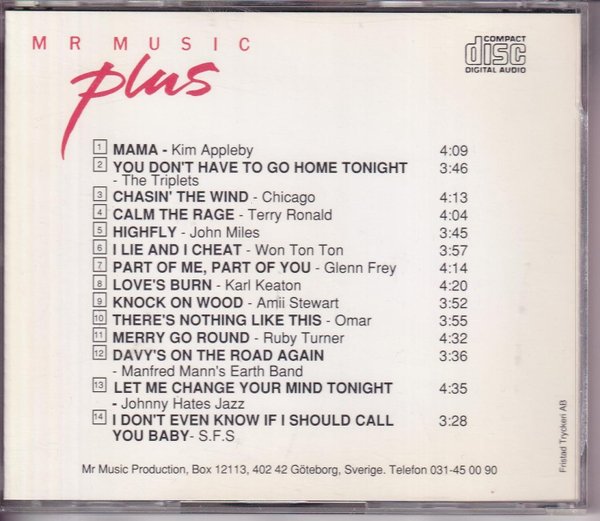 MR MUSIC
plus
COMPACT
disc
DIGITAL AUDIO
1 MAMA - Kim Appleby 4:09
2 YOU DON'T HAVE TO GO HOME TONIGHT 3:46
- The Triplets
3 CHASIN' THE WIND - Chicago 4:13
4 CALM THE RAGE - Terry Ronald 4:04
5 HIGHFLY - John Miles 3:45
6 I LIE AND I CHEAT - Won Ton Ton 3:57
7 PART OF ME, PART OF YOU - Glenn Frey 4:14
8 LOVE'S BURN - Karl Keaton 4:20
9 KNOCK ON WOOD - Amii Stewart 3:52
10 THERE'S NOTHING LIKE THIS - Omar 3:55
11 MERRY GO ROUND - Ruby Turner 4:32
12 DAVY'S ON THE ROAD AGAIN 3:36
- Manfred Mann's Earth Band
13 LET ME CHANGE YOUR MIND TONIGHT 4:35
- Johnny Hates Jazz
14 I DON'T EVEN KNOW IF I SHOULD CALL 3:28
YOU BABY- S.F.S
Mr Music Production, Box 12113, 402 42 Göteborg, Sverige. Telefon 031-45 00 90
Fristad Tryckeri AB